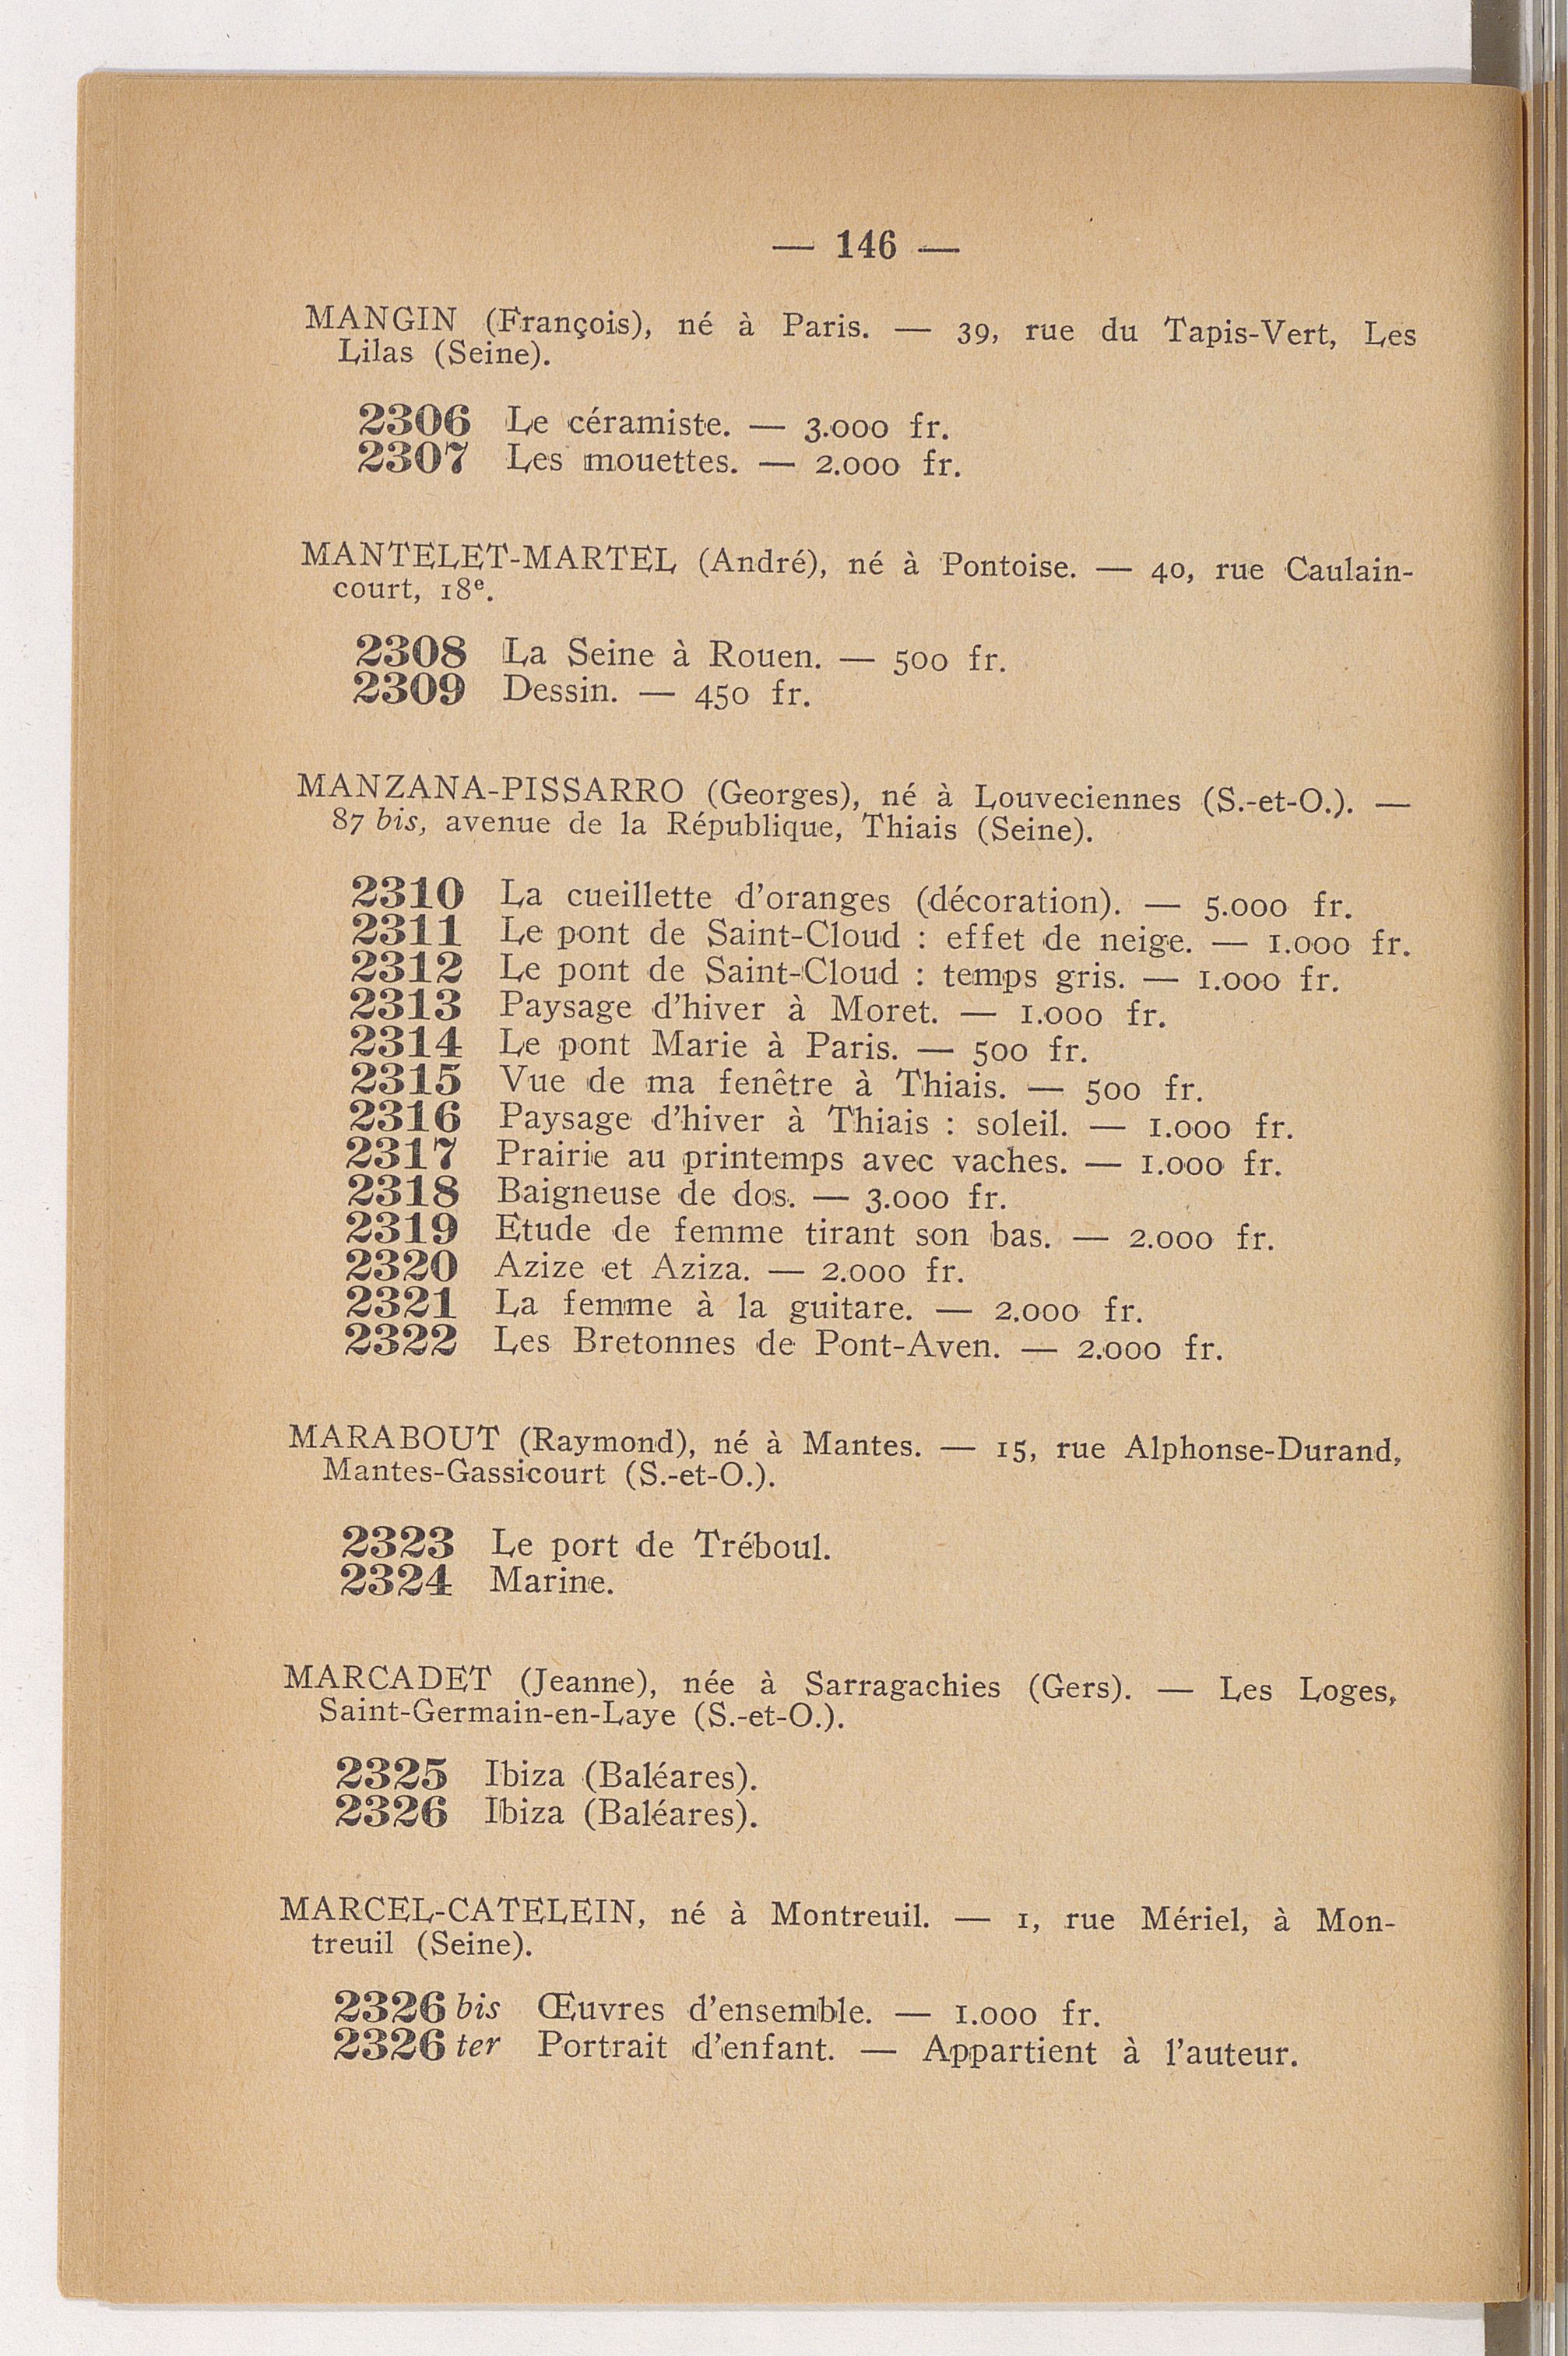 — 146 —
MANGIN (François), né à Paris. — 39, rue du Tapis-Vert, Les
Lilas (Seine).
2306 Le céramiste. — 3.000 fr.
2307 Les mouettes. — 2.000 fr.
MANTELET-MARTEL (André), né à Pontoise. — 40, rue Caulain-
court, 18e.
2308 La Seine à Rouen. — 500 fr.
2309 Dessin. — 450 fr.
MANZANA-PISSARRO (Georges), né à Louveciennes (S.-et-O.). —
87 bis, avenue de la République, Thiais (Seine).
2310 La cueillette d'oranges (décoration). — 5.000 fr.
2311 Le pont de Saint-Cloud : effet de neige. — 1.000 fr.
2312 Le pont de Saint-Cloud : temps gris. — 1.000 fr.
2313 Paysage d'hiver à Moret. — 1.000 fr.
2314 Le pont Marie à Paris. — 500 fr.
2315 Vue de ma fenêtre à Thiais. — 500 fr.
2316 Paysage d'hiver à Thiais : soleil. — 1.000 fr.
2317 Prairie au printemps avec vaches. — 1.000 fr.
2318 Baigneuse de dos. — 3.000 fr.
2319 Etude de femme tirant son bas. — 2.000 fr.
2320 Azize et Aziza. — 2.000 fr.
2321 La femme à la guitare. — 2.000 fr.
2322 Les Bretonnes de Pont-Aven. — 2.000 fr.
MARABOUT (Raymond), né à Mantes. — 15, rue Alphonse-Durand,
Mantes-Gassicourt (S.-et-O.).
2323 Le port de Tréboul.
2324 Marine.
MARCADET (Jeanne), née à Sarragachies (Gers). — Les Loges,
Saint-Germain-en-Laye (S.-et-O.).
2325 Ibiza (Baléares).
2326 Ibiza (Baléares).
MARCEL-CATELEIN, né à Montreuil. — 1, rue Mériel, à Mon-
treuil (Seine).
2326 bis Œuvres d'ensemble. — 1.000 fr.
2326 ter Portrait d'enfant. — Appartient à l'auteur.